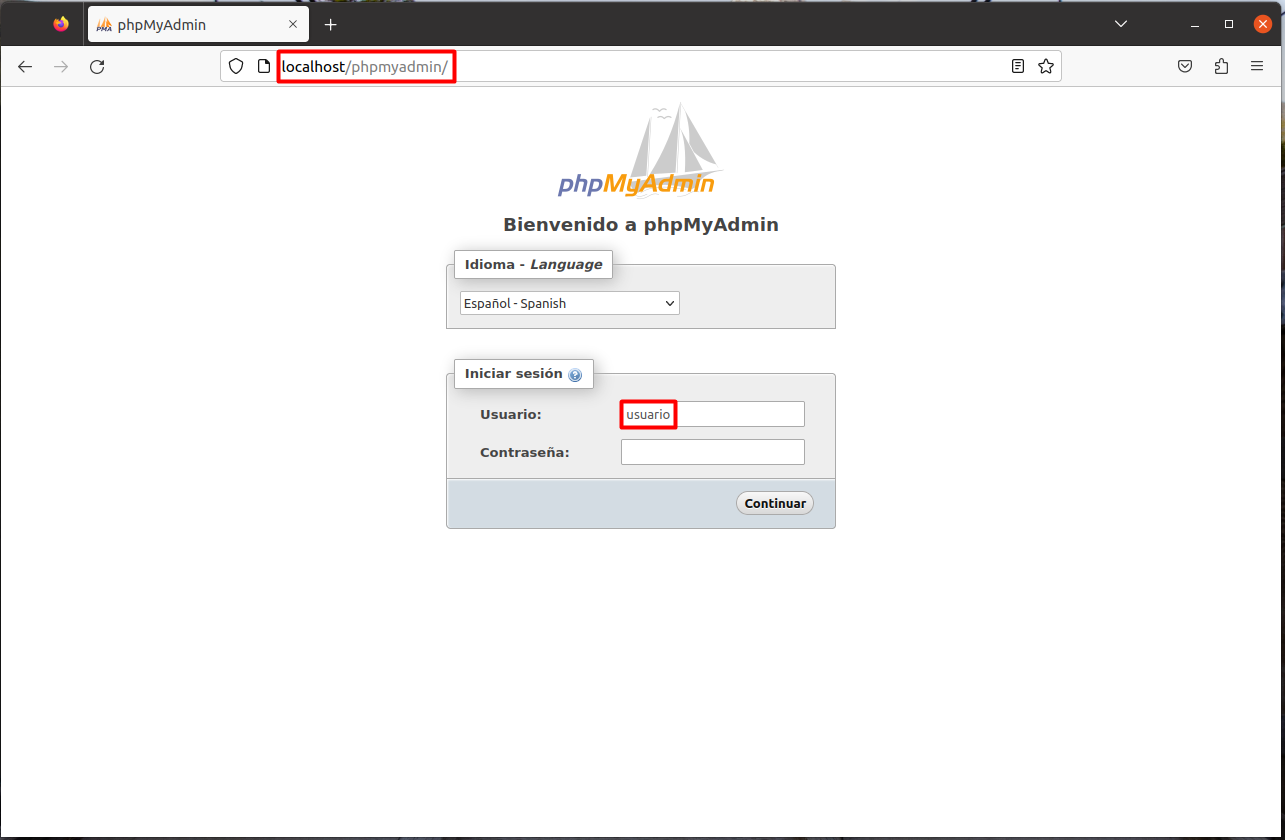 phpMyAdmin
localhost/phpmyadmin/
phpMyAdmin
Bienvenido a phpMyAdmin
Idioma - Language
Español - Spanish
Iniciar sesión
Usuario: usuario
Contraseña:
Continuar